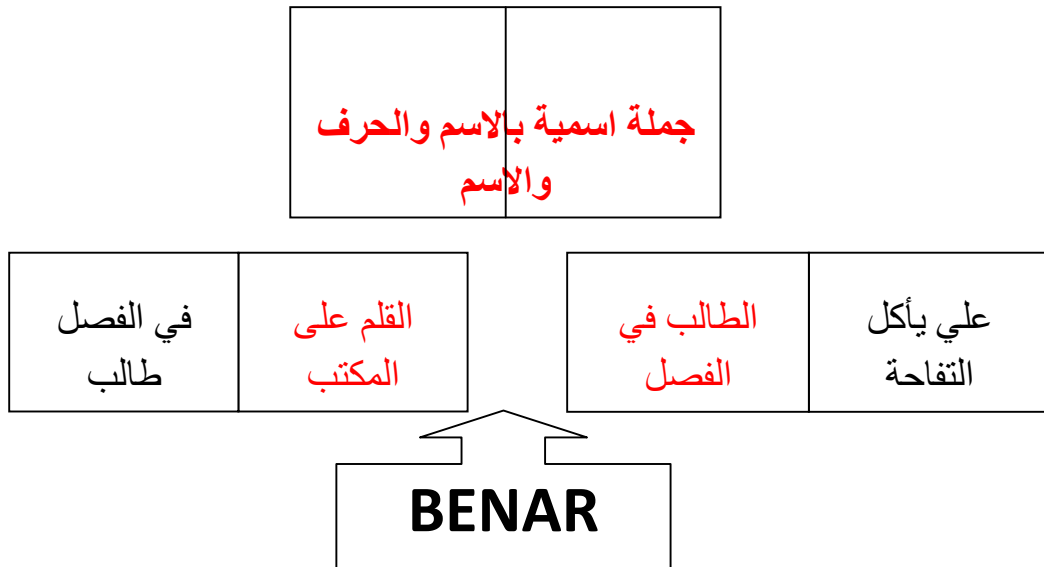 جملة اسمية بالاسم والحرف
والاسم
علي يأكل
التفاحة
الطالب في
الفصل
القلم على
المكتب
في الفصل
طالب
BENAR